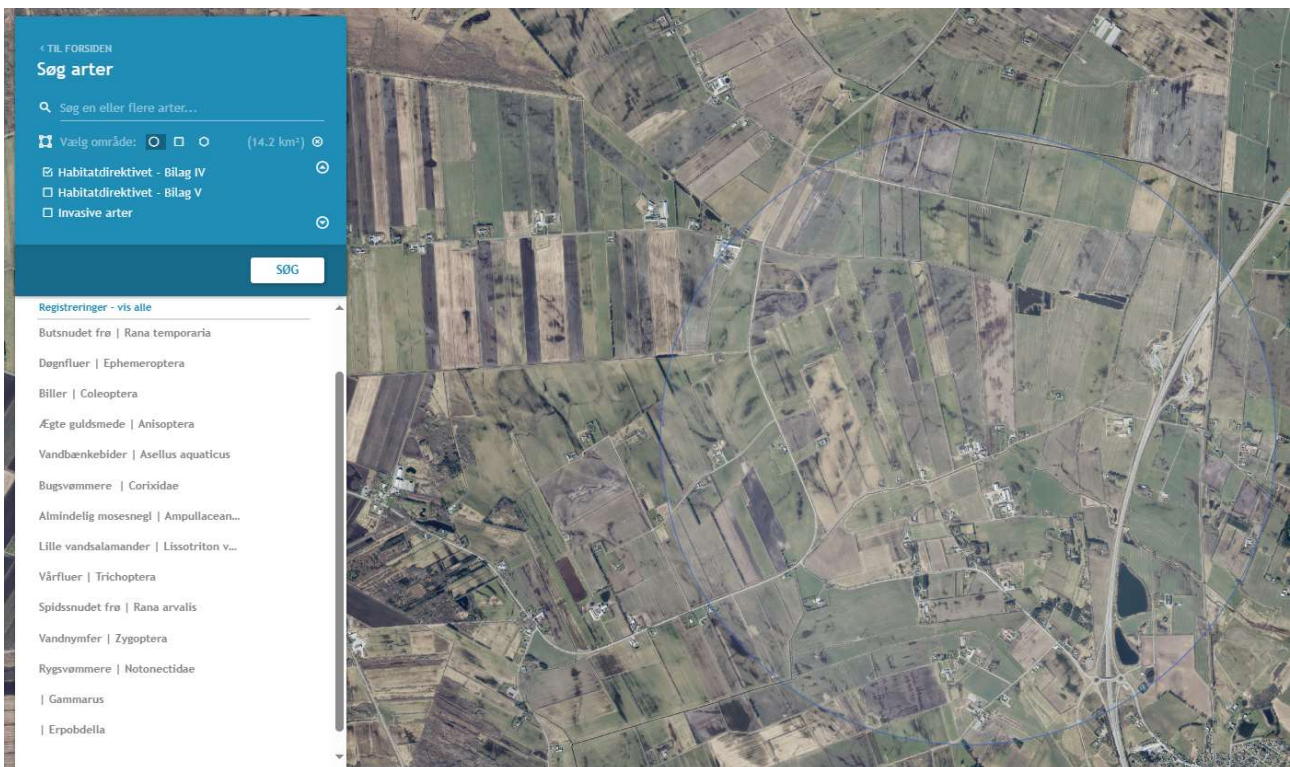 ‹ TIL FORSIDEN
Søg arter
Søg en eller flere arter...
Vælg område: (14.2 km²)
Habitatdirektivet - Bilag IV
Habitatdirektivet - Bilag V
Invasive arter
SØG
Registreringer - vis alle
Butsnudet frø | Rana temporaria
Døgnfluer | Ephemeroptera
Biller | Coleoptera
Ægte guldsmede | Anisoptera
Vandbænkebider | Asellus aquaticus
Bugsvømmere | Corixidae
Almindelig mosesnegl | Ampullacean...
Lille vandsalamander | Lissotriton v...
Vårfluer | Trichoptera
Spidssnudet frø | Rana arvalis
Vandnymfer | Zygoptera
Rygsvømmere | Notonectidae
| Gammarus
| Erpobdella